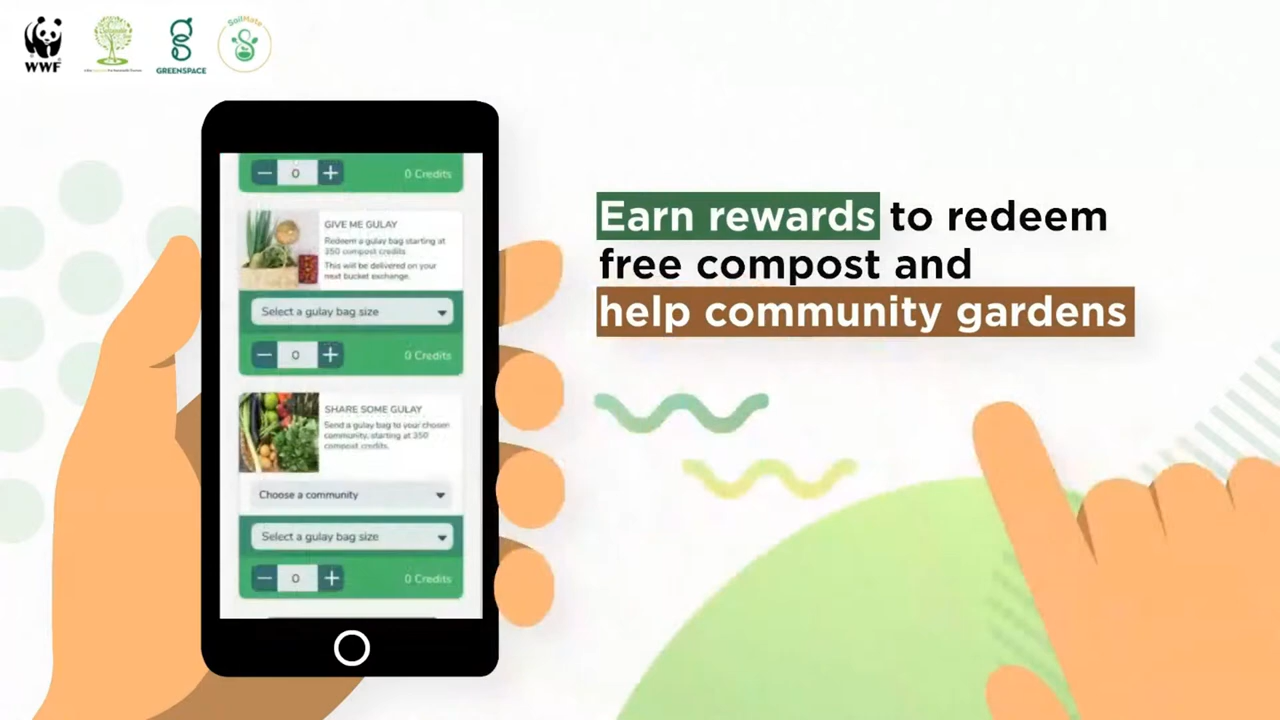 WWF
GREENSPACE
SoilMate
0
0 Credits
GIVE ME GULAY
Redeem a gulay bag starting at
350 compost credits
This will be delivered on your
next bucket exchange.
Select a gulay bag size
0
0 Credits
SHARE SOME GULAY
Send a gulay bag to your chosen
community, starting at 350
compost credits.
Choose a community
Select a gulay bag size
0
0 Credits
Earn rewards to redeem
free compost and
help community gardens